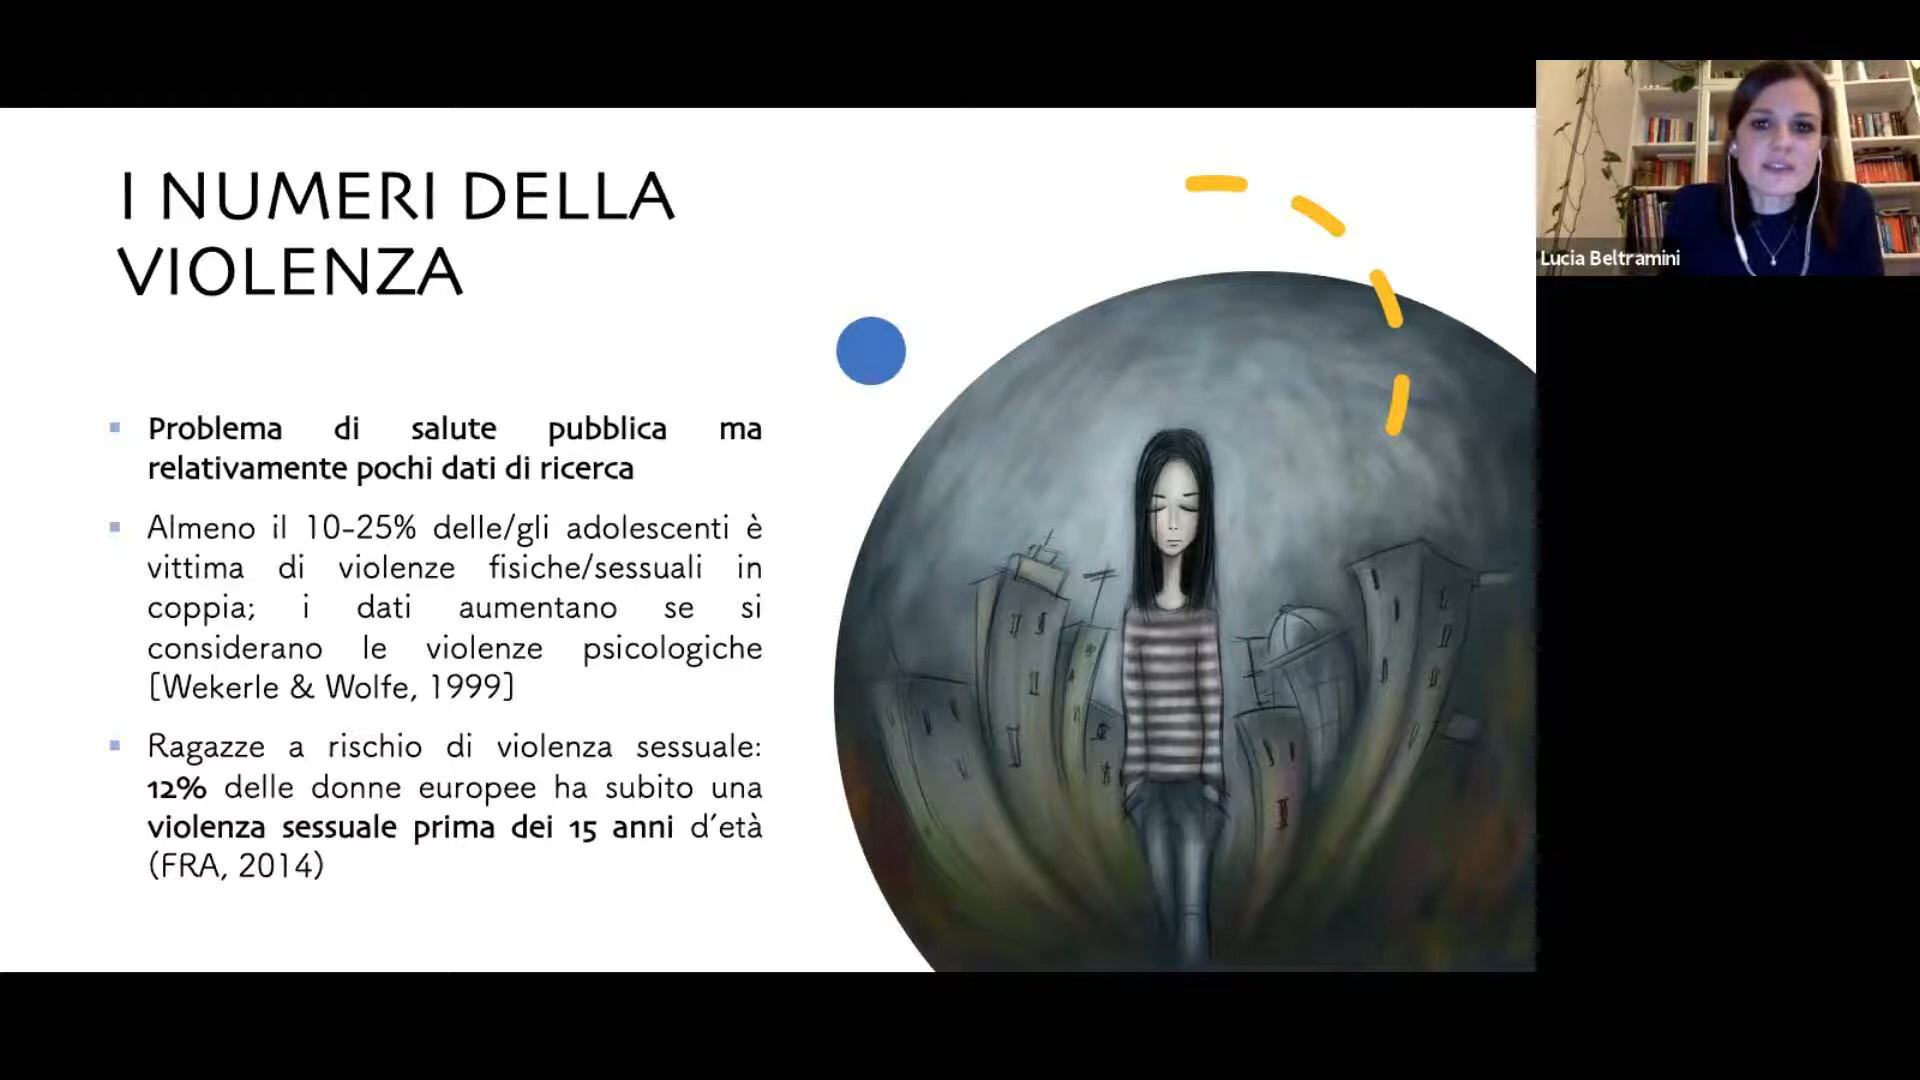 I NUMERI DELLA
VIOLENZA
Problema di salute pubblica ma
relativamente pochi dati di ricerca
Almeno il 10-25% delle/gli adolescenti è
vittima di violenze fisiche/sessuali in
coppia; i dati aumentano se si
considerano le violenze psicologiche
[Wekerle & Wolfe, 1999]
Ragazze a rischio di violenza sessuale:
12% delle donne europee ha subito una
violenza sessuale prima dei 15 anni d'età
(FRA, 2014)
Lucia Beltramini